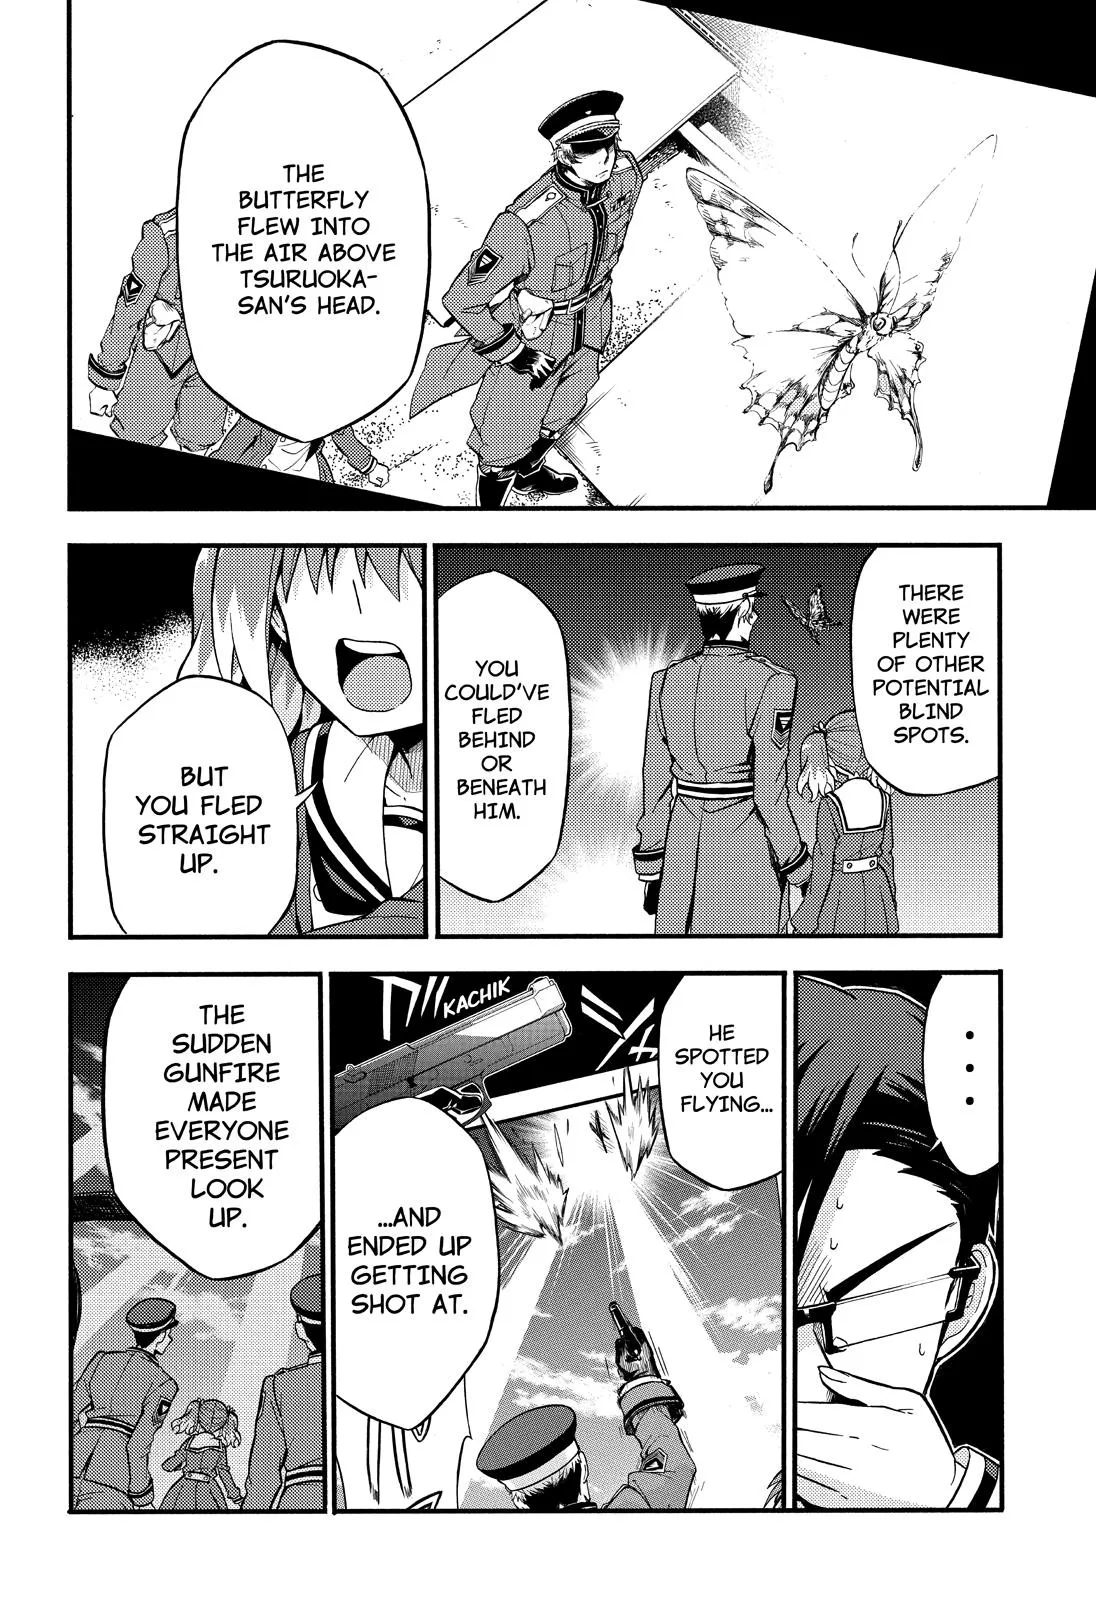 THE
BUTTERFLY
FLEW INTO
THE AIR ABOVE
TSURUOKA-
SAN'S HEAD.
THERE
WERE
PLENTY
OF OTHER
POTENTIAL
BLIND
SPOTS.
YOU
COULD'VE
FLED
BEHIND
OR
BENEATH
HIM.
BUT
YOU FLED
STRAIGHT
UP.
...
HE
SPOTTED
YOU
FLYING...
KACHIK
...AND
ENDED UP
GETTING
SHOT AT.
THE
SUDDEN
GUNFIRE
MADE
EVERYONE
PRESENT
LOOK
UP.